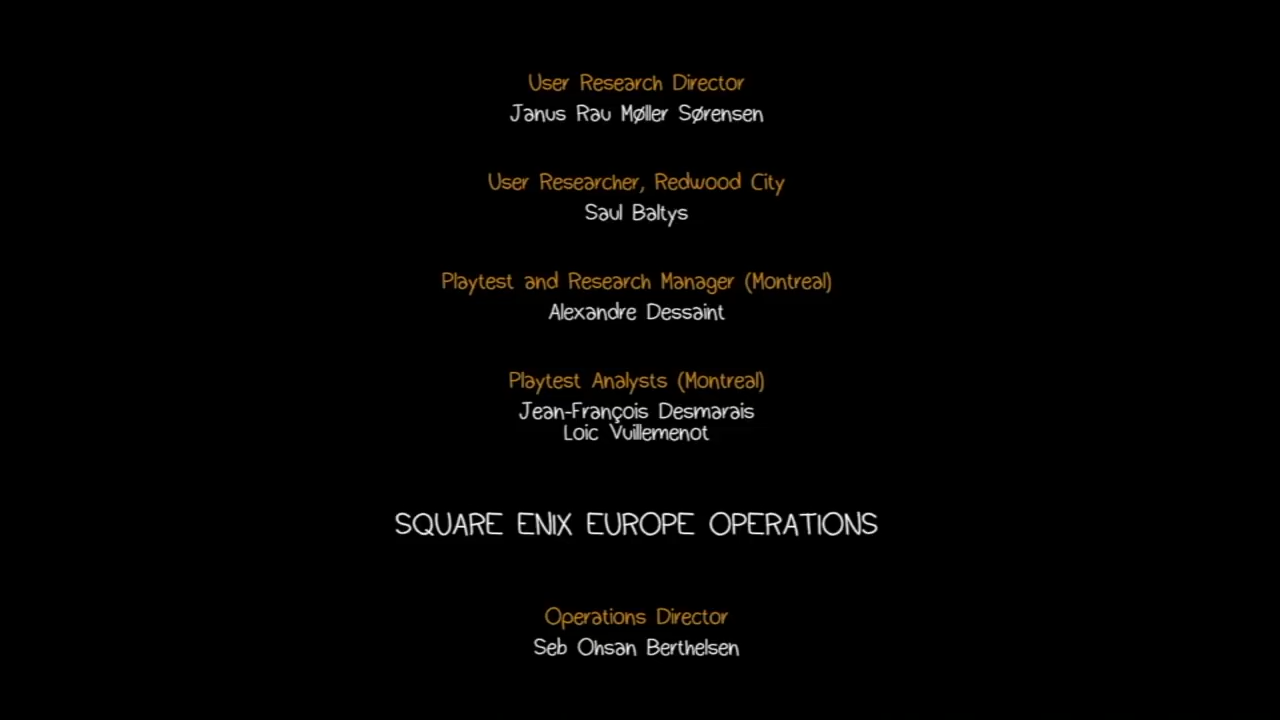 User Research Director
Janus Rau Møller Sørensen
User Researcher, Redwood City
Saul Baltys
Playtest and Research Manager (Montreal)
Alexandre Dessaint
Playtest Analysts (Montreal)
Jean-François Desmarais
Loic Vuillemenot
SQUARE ENIX EUROPE OPERATIONS
Operations Director
Seb Ohsan Berthelsen